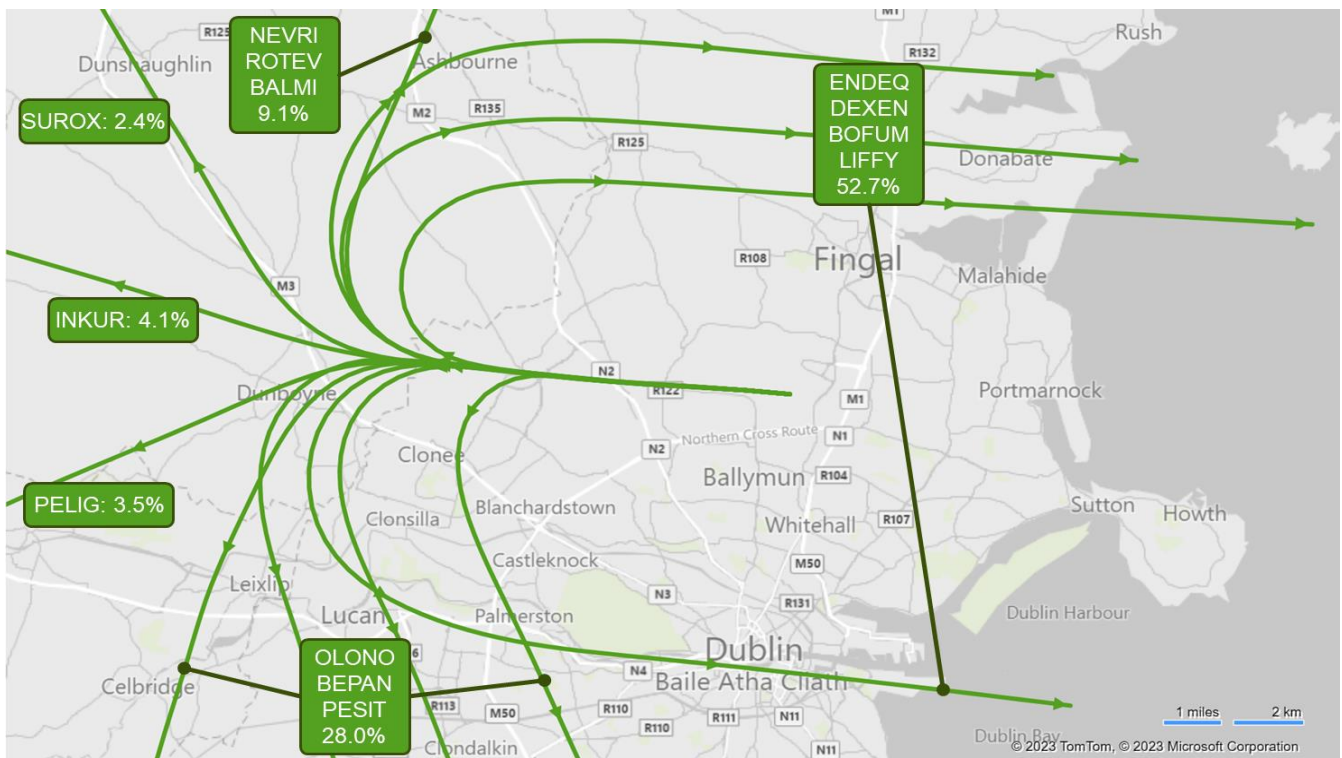 M1
Rush
R125
NEVRI
ROTEV
BALMI
9.1%
Ashbourne
R132
Dunshaughlin
ENDEQ
DEXEN
BOFUM
LIFFY
52.7%
SUROX: 2.4%
M2
R135
R125
Donabate
Fingal
R108
Malahide
M3
INKUR: 4.1%
N2
R122
Dunboyne
M1
Portmarnock
Northern Cross Route
N1
N2
Clonee
Ballymun
R104
PELIG: 3.5%
Blanchardstown
Sutton
Howth
Clonsilla
Whitehall
R107
Castleknock
M50
Leixlip
N3
R131
Lucan
Palmerston
Dublin Harbour
Dublin
OLONO
BEPAN
PESIT
28.0%
6
N4
Baile Atha Cliath
Celbridge
R113
M50
R110
R111
N11
R110
1 miles
2 km
Clondalkin
N11
Dublin Bay
© 2023 TomTom, © 2023 Microsoft Corporation